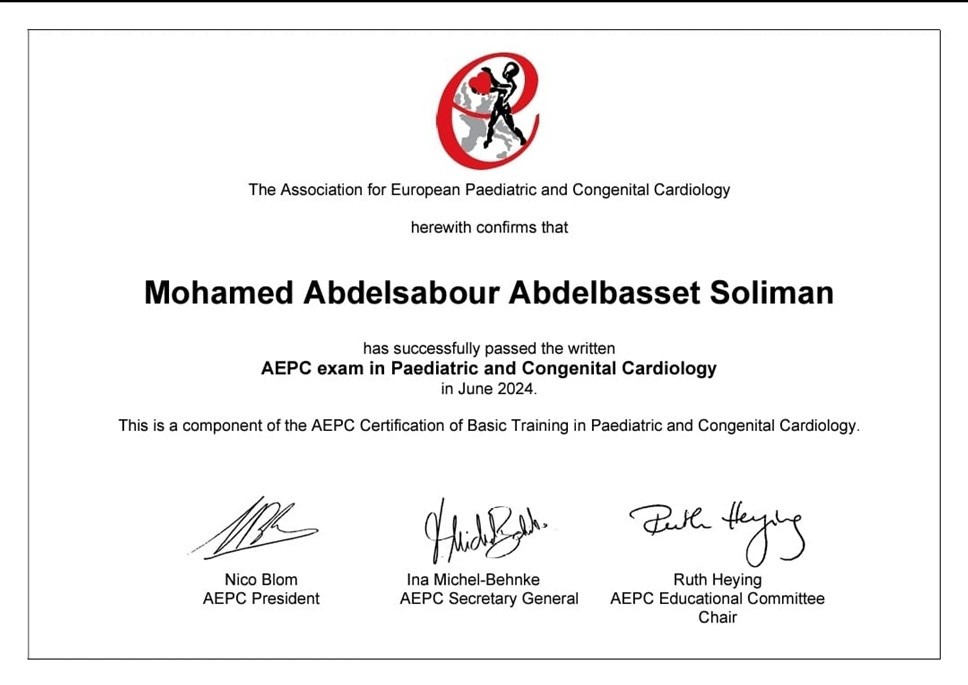 The Association for European Paediatric and Congenital Cardiology
herewith confirms that
Mohamed Abdelsabour Abdelbasset Soliman
has successfully passed the written
AEPC exam in Paediatric and Congenital Cardiology
in June 2024.
This is a component of the AEPC Certification of Basic Training in Paediatric and Congenital Cardiology.
Ruth Heying
Nico Blom
AEPC President
Ina Michel-Behnke
AEPC Secretary General
Ruth Heying
AEPC Educational Committee
Chair